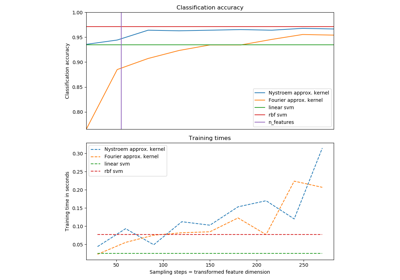 Classification accuracy
1.00
0.95
0.90
0.85
0.80
Classification accuracy
Nystroem approx. kernel
Fourier approx. kernel
linear svm
rbf svm
n_features
Training times
0.30
0.25
0.20
0.15
0.10
0.05
Training time in seconds
Nystroem approx. kernel
Fourier approx. kernel
linear svm
rbf svm
50
100
150
200
250
Sampling steps = transformed feature dimension